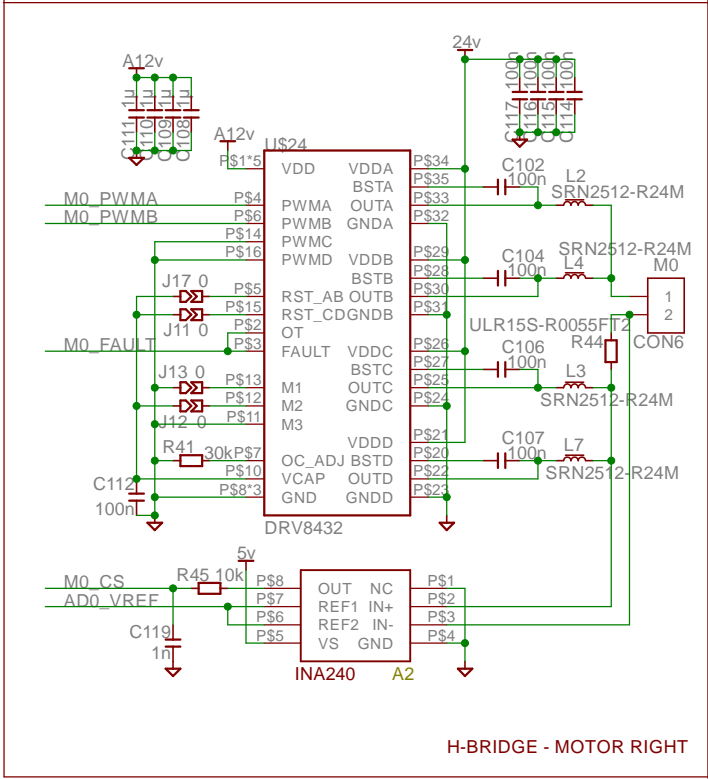 A12v
24v
C111 1µ
C110 1µ
C109 1µ
C108 1µ
C117 100n
C116 100n
C115 100n
C114 100n
A12v
U$24
P$1*5 VDD VDDA P$34
BSTA P$35
C102
100n
L2
SRN2512-R24M
M0_PWMA P$4 PWMA OUTA P$33
M0_PWMB P$6 PWMB GNDA P$32
P$14 PWMC
P$16 PWMD VDDB P$29
BSTB P$28
C104
100n
SRN2512-R24M
L4
M0
1
2
CON6
J17 0
P$5 RST_AB OUTB P$30
P$15 RST_CD GNDB P$31
J11 0
P$2 OT
M0_FAULT P$3 FAULT VDDC P$26
ULR15S-R0055FT2
R44
BSTC P$27
C106
100n
J13 0
P$13 M1 OUTC P$25
L3
SRN2512-R24M
P$12 M2 GNDC P$24
J12 0
P$11 M3
VDDD P$21
R41 30k
P$7 OC_ADJ BSTD P$20
C107
100n
L7
SRN2512-R24M
P$10 VCAP OUTD P$22
C112
100n
P$8*3 GND GNDD P$23
DRV8432
5v
M0_CS R45 10k P$8 OUT NC P$1
AD0_VREF P$7 REF1 IN+ P$2
P$6 REF2 IN- P$3
P$5 VS GND P$4
C119
1n
INA240 A2
H-BRIDGE - MOTOR RIGHT